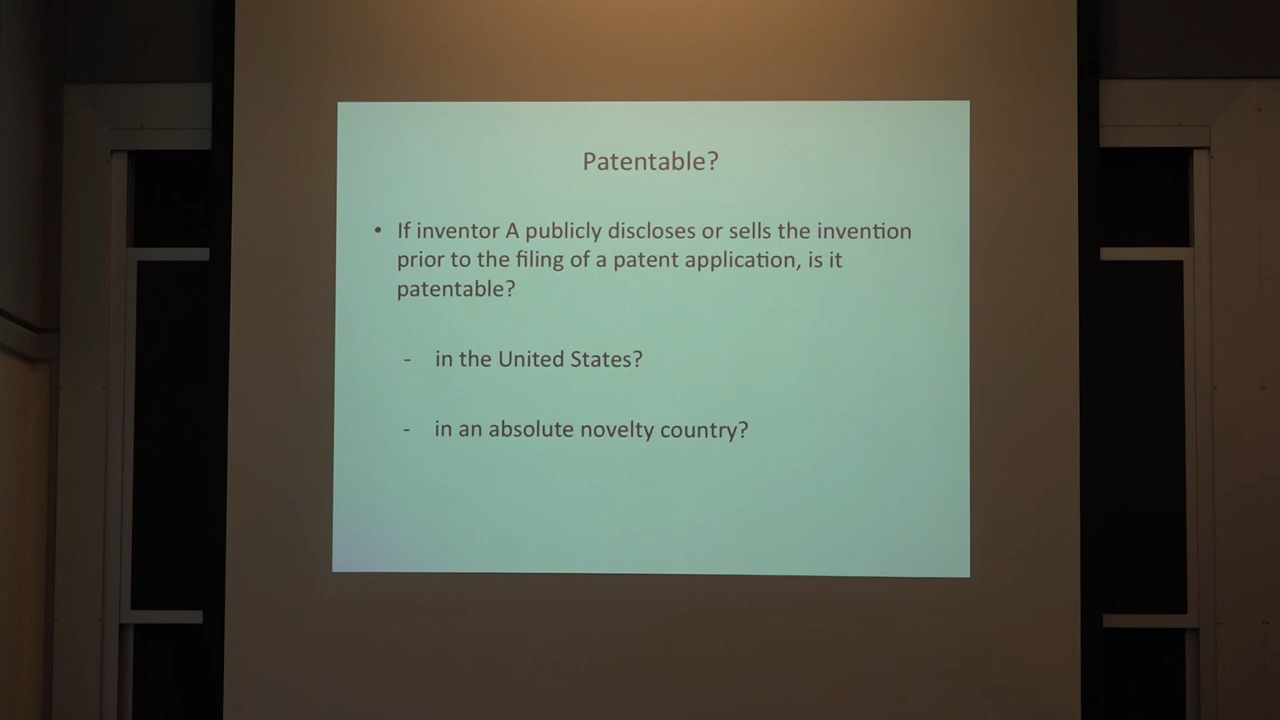 Patentable?
• If inventor A publicly discloses or sells the invention
prior to the filing of a patent application, is it
patentable?
- in the United States?
- in an absolute novelty country?